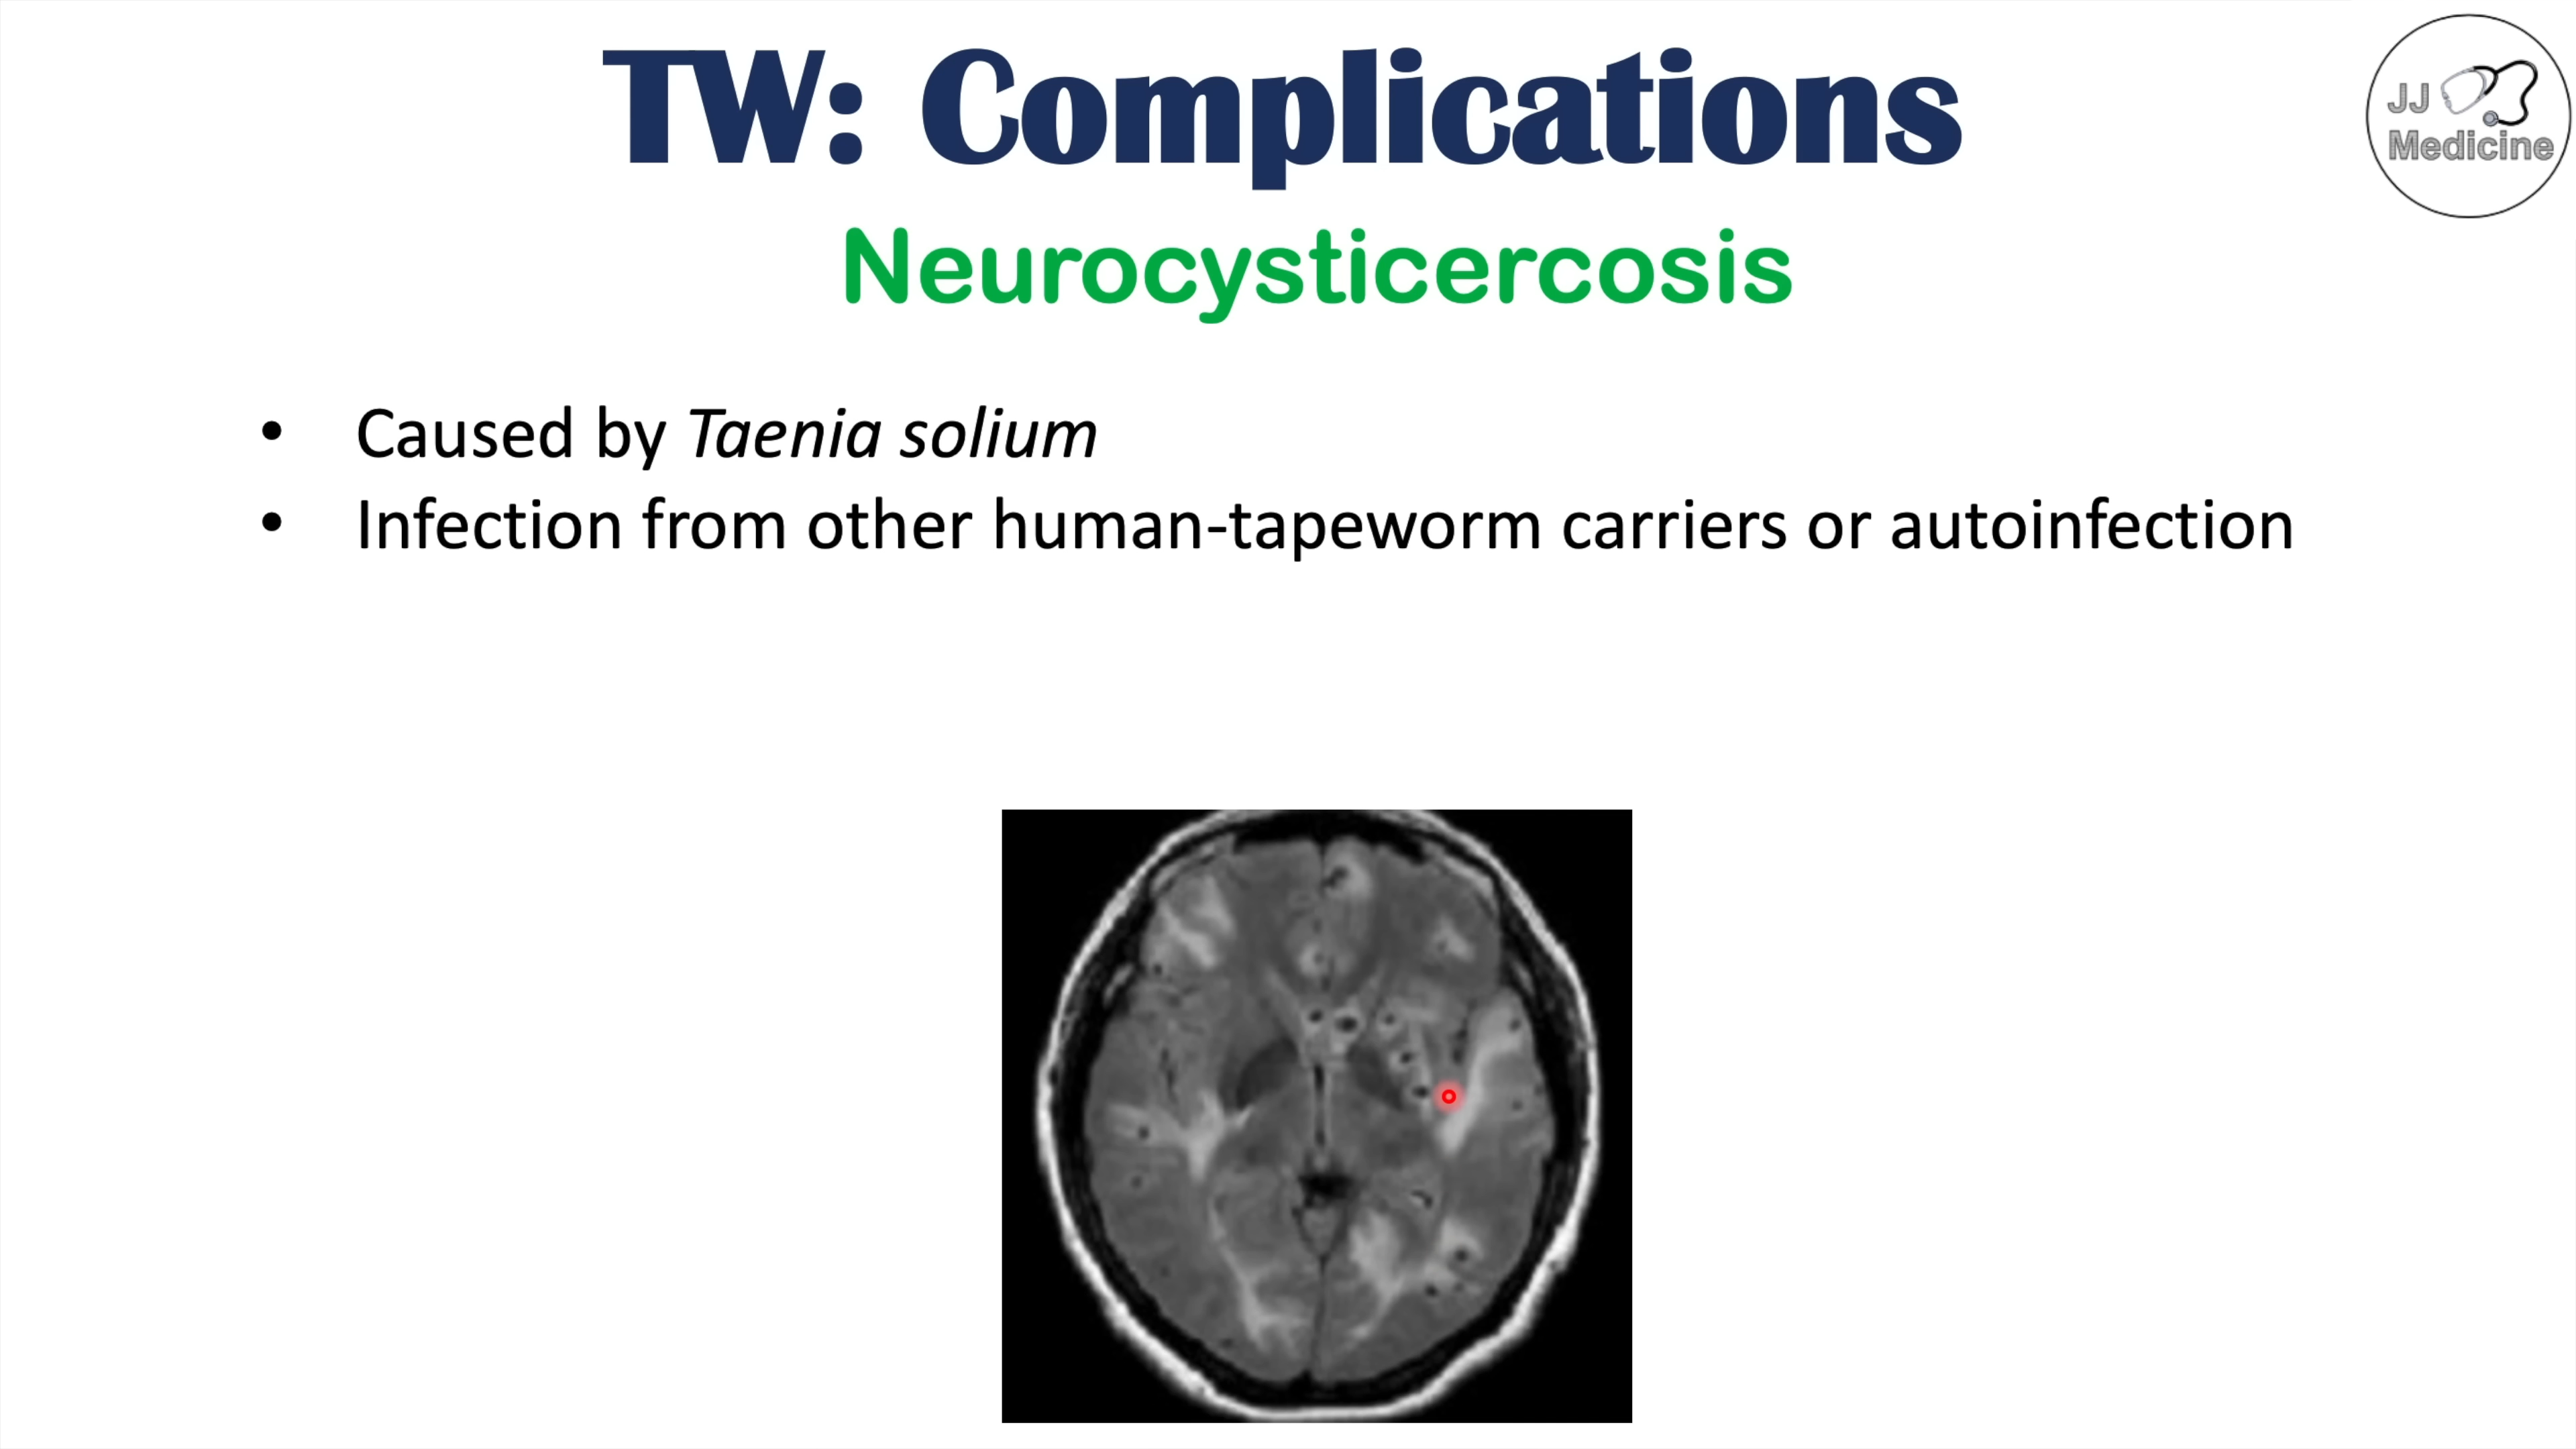 TW: Complications
JJ
Medicine
Neurocysticercosis
• Caused by Taenia solium
• Infection from other human-tapeworm carriers or autoinfection